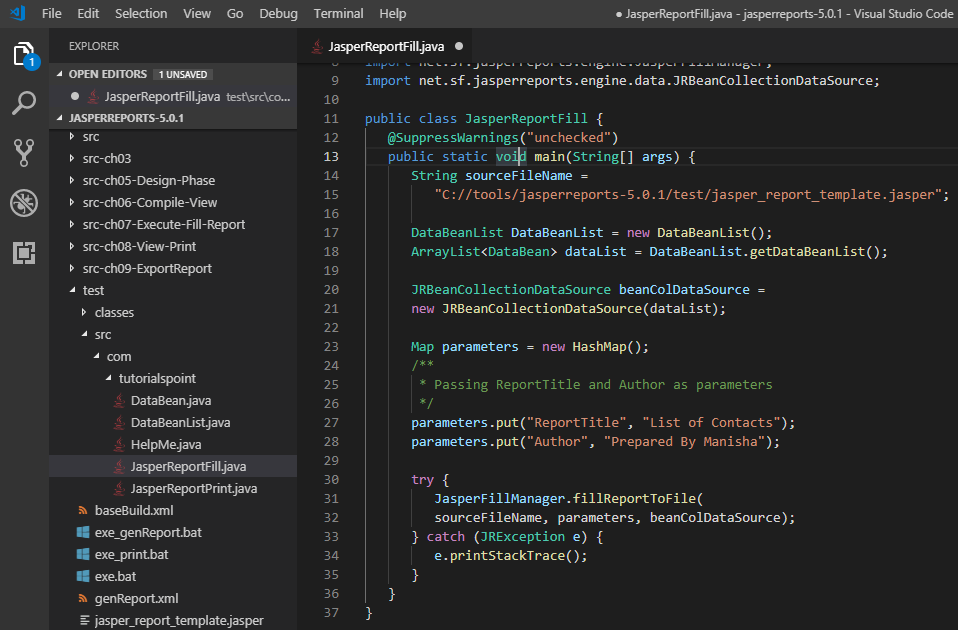 File Edit Selection View Go Debug Terminal Help
● JasperReportFill.java - jasperreports-5.0.1 - Visual Studio Code
1
EXPLORER
OPEN EDITORS 1 UNSAVED
JasperReportFill.java test\src\co...
JASPERREPORTS-5.0.1
src
src-ch03
src-ch05-Design-Phase
src-ch06-Compile-View
src-ch07-Execute-Fill-Report
src-ch08-View-Print
src-ch09-ExportReport
test
classes
src
com
tutorialspoint
DataBean.java
DataBeanList.java
HelpMe.java
JasperReportFill.java
JasperReportPrint.java
baseBuild.xml
exe_genReport.bat
exe_print.bat
exe.bat
genReport.xml
jasper_report_template.jasper
JasperReportFill.java ●
8 import net.sf.jasperreports.engine.JasperFillManager;
9 import net.sf.jasperreports.engine.data.JRBeanCollectionDataSource;
10
11 public class JasperReportFill {
12 @SuppressWarnings("unchecked")
13 public static void main(String[] args) {
14 String sourceFileName =
15 "C://tools/jasperreports-5.0.1/test/jasper_report_template.jasper";
16
17 DataBeanList DataBeanList = new DataBeanList();
18 ArrayList<DataBean> dataList = DataBeanList.getDataBeanList();
19
20 JRBeanCollectionDataSource beanColDataSource =
21 new JRBeanCollectionDataSource(dataList);
22
23 Map parameters = new HashMap();
24 /**
25 * Passing ReportTitle and Author as parameters
26 */
27 parameters.put("ReportTitle", "List of Contacts");
28 parameters.put("Author", "Prepared By Manisha");
29
30 try {
31 JasperFillManager.fillReportToFile(
32 sourceFileName, parameters, beanColDataSource);
33 } catch (JRException e) {
34 e.printStackTrace();
35 }
36 }
37 }